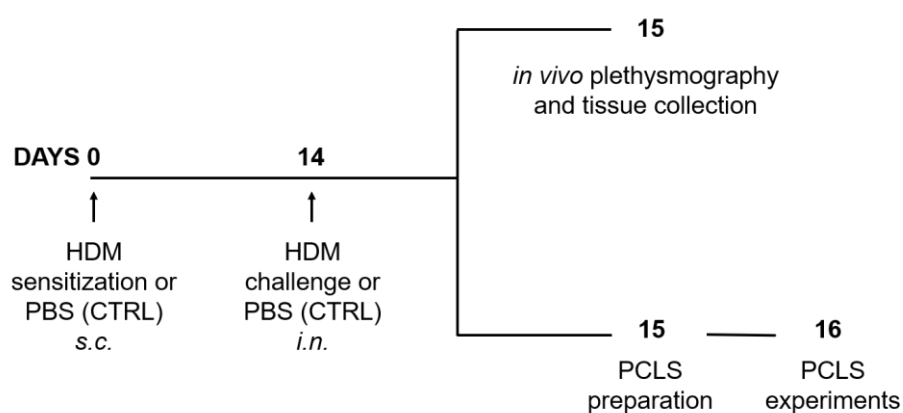 15
in vivo plethysmography
and tissue collection
DAYS 0
14
HDM
sensitization or
PBS (CTRL)
s.c.
HDM
challenge or
PBS (CTRL)
i.n.
15
PCLS
preparation
16
PCLS
experiments